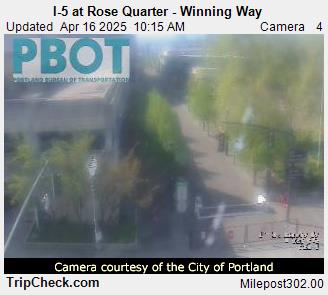 I-5 at Rose Quarter - Winning Way
Updated Apr 16 2025 10:15 AM Camera 4
PBOT
PORTLAND BUREAU OF TRANSPORTATION
Camera courtesy of the City of Portland
TripCheck.com Milepost302.00